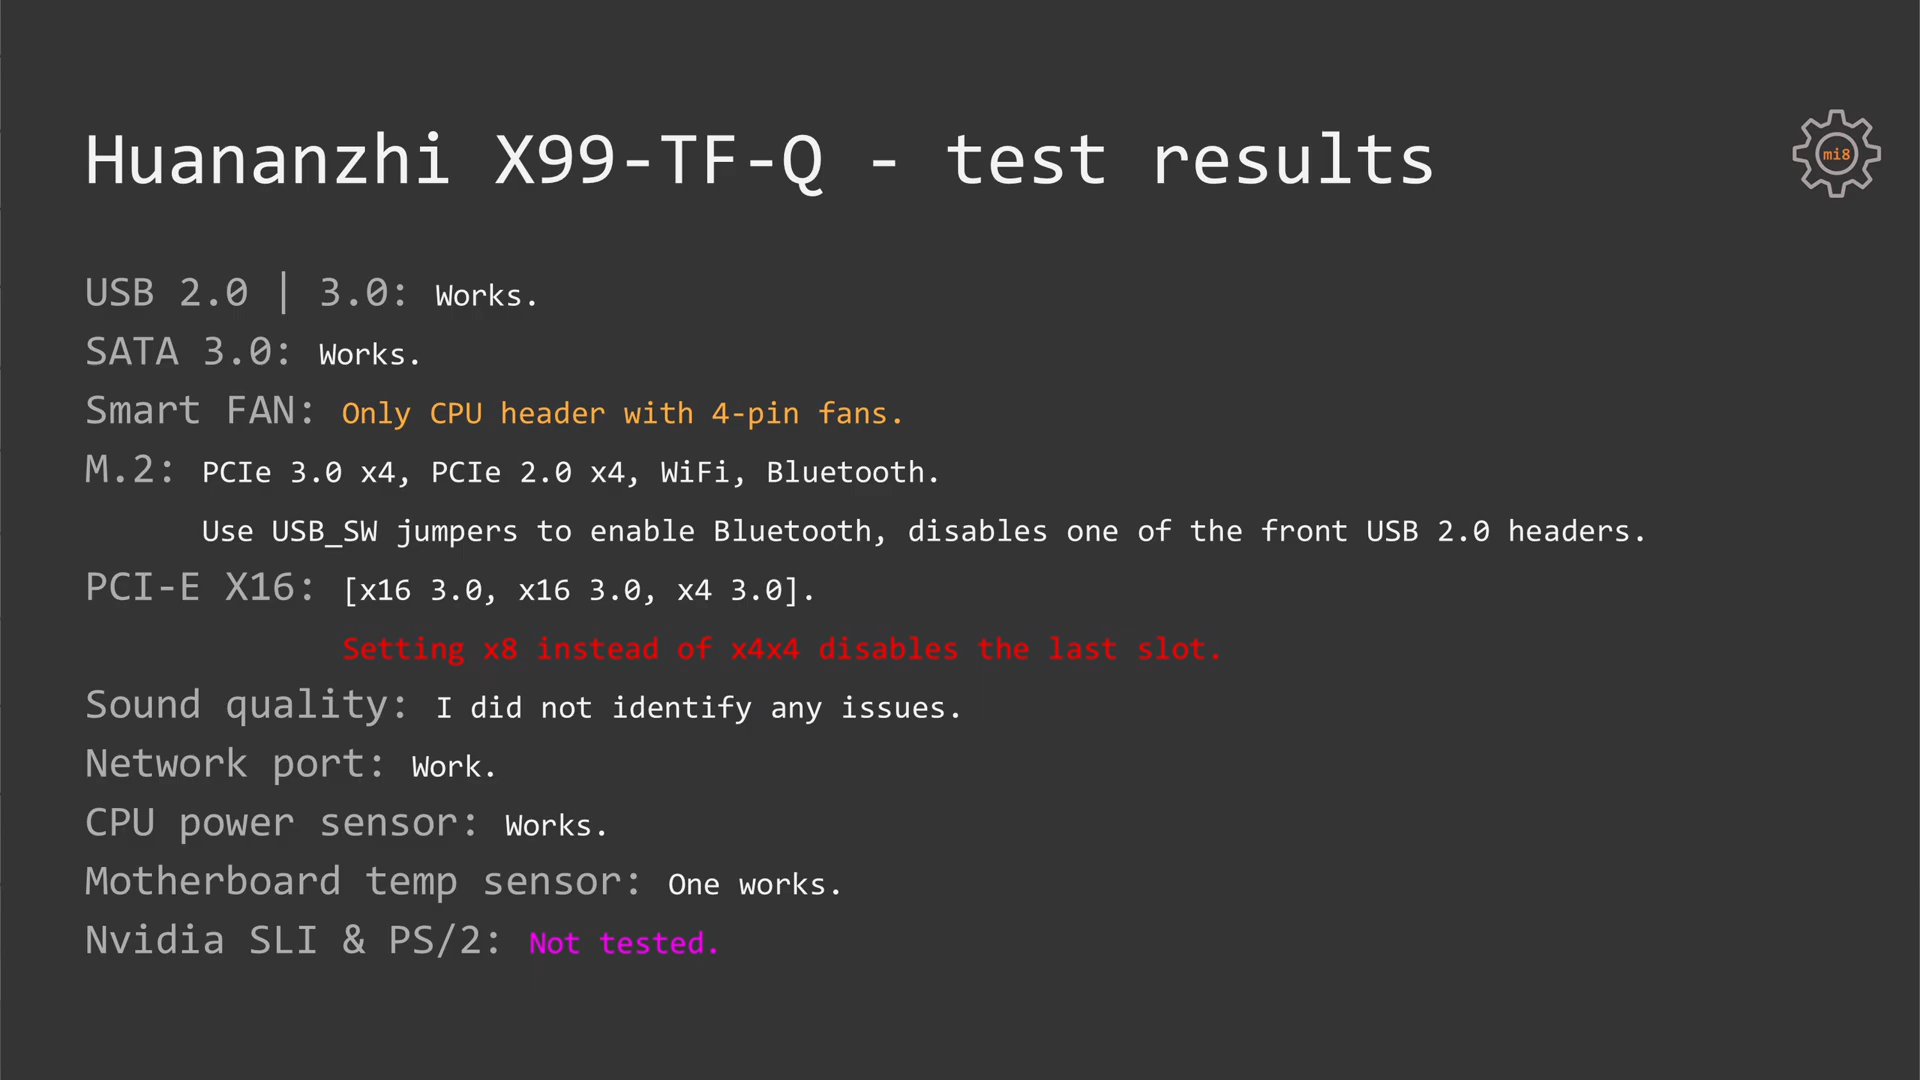 Huananzhi X99-TF-Q - test results
mi8
USB 2.0 | 3.0: Works.
SATA 3.0: Works.
Smart FAN: Only CPU header with 4-pin fans.
M.2: PCIe 3.0 x4, PCIe 2.0 x4, WiFi, Bluetooth.
Use USB_SW jumpers to enable Bluetooth, disables one of the front USB 2.0 headers.
PCI-E X16: [x16 3.0, x16 3.0, x4 3.0].
Setting x8 instead of x4x4 disables the last slot.
Sound quality: I did not identify any issues.
Network port: Work.
CPU power sensor: Works.
Motherboard temp sensor: One works.
Nvidia SLI & PS/2: Not tested.